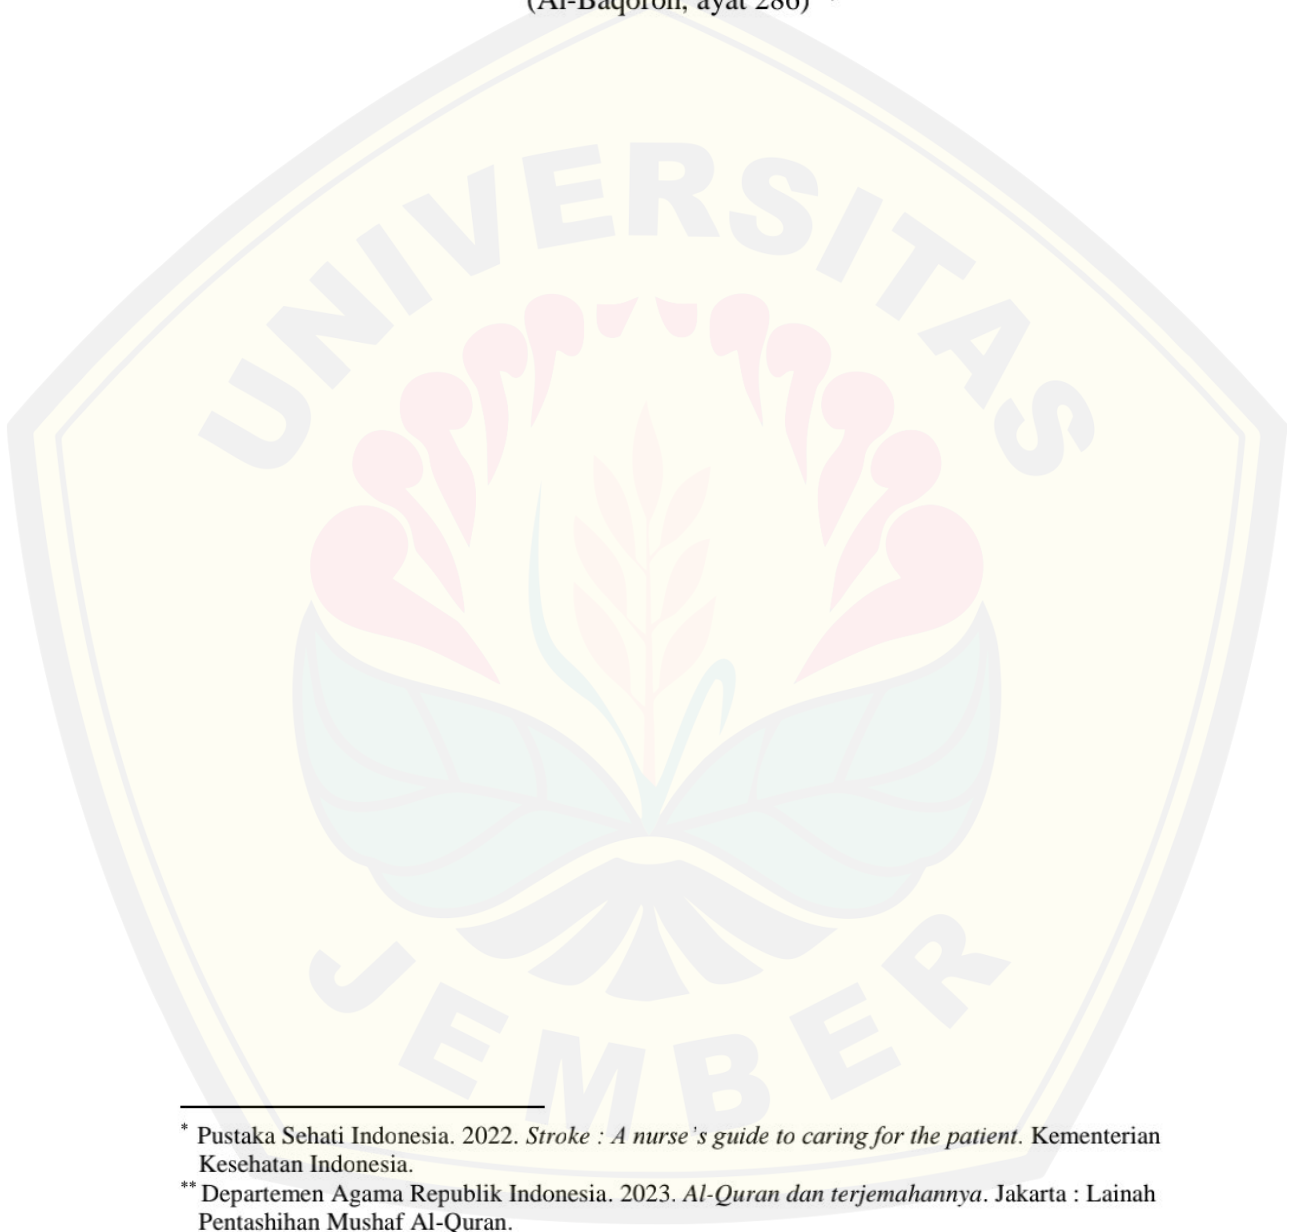 (Al-Baqoroh, ayat 286)
UNIVERSITAS
JEMBER
* Pustaka Sehati Indonesia. 2022. Stroke : A nurse's guide to caring for the patient. Kementerian
Kesehatan Indonesia.
** Departemen Agama Republik Indonesia. 2023. Al-Quran dan terjemahannya. Jakarta : Lainah
Pentashihan Mushaf Al-Quran.